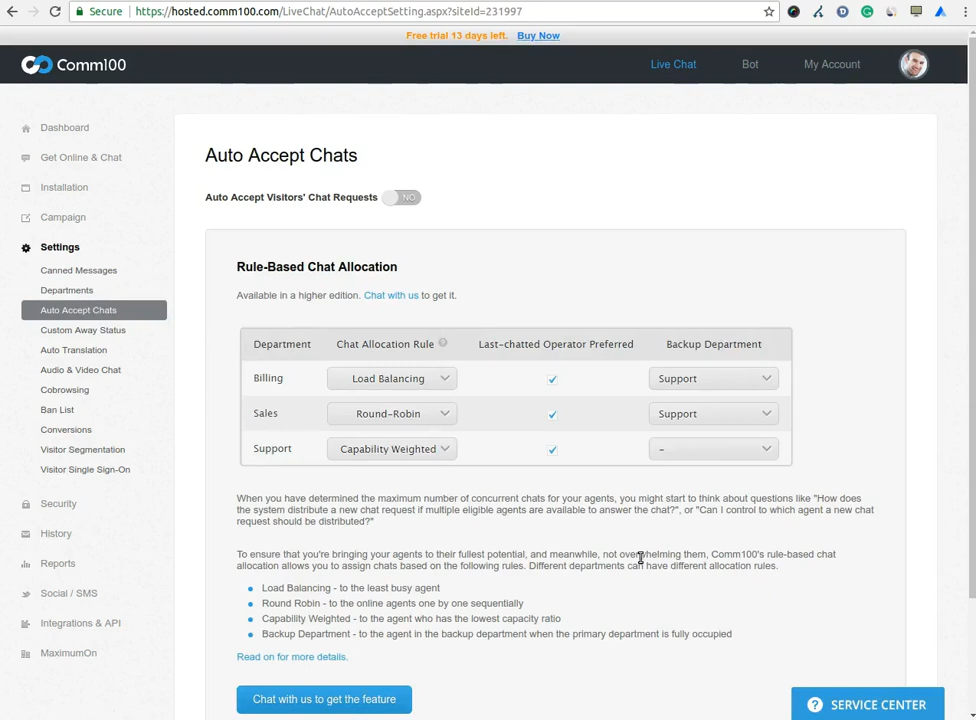 Secure https://hosted.comm100.com/LiveChat/AutoAcceptSetting.aspx?siteId=231997
Free trial 13 days left. Buy Now
Comm100 Live Chat Bot My Account
Dashboard
Get Online & Chat
Installation
Campaign
Settings
Canned Messages
Departments
Auto Accept Chats
Custom Away Status
Auto Translation
Audio & Video Chat
Cobrowsing
Ban List
Conversions
Visitor Segmentation
Visitor Single Sign-On
Security
History
Reports
Social / SMS
Integrations & API
MaximumOn
Auto Accept Chats
Auto Accept Visitors' Chat Requests NO
Rule-Based Chat Allocation
Available in a higher edition. Chat with us to get it.
Department Chat Allocation Rule ? Last-chatted Operator Preferred Backup Department
Billing Load Balancing Support
Sales Round-Robin Support
Support Capability Weighted –
When you have determined the maximum number of concurrent chats for your agents, you might start to think about questions like "How does
the system distribute a new chat request if multiple eligible agents are available to answer the chat?", or "Can I control to which agent a new chat
request should be distributed?"
To ensure that you're bringing your agents to their fullest potential, and meanwhile, not overwhelming them, Comm100's rule-based chat
allocation allows you to assign chats based on the following rules. Different departments can have different allocation rules.
Load Balancing - to the least busy agent
Round Robin - to the online agents one by one sequentially
Capability Weighted - to the agent who has the lowest capacity ratio
Backup Department - to the agent in the backup department when the primary department is fully occupied
Read on for more details.
Chat with us to get the feature
? SERVICE CENTER